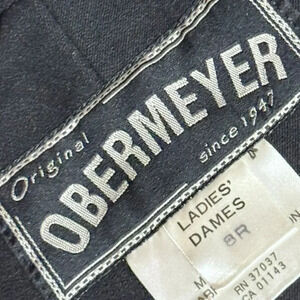 Original
OBERMEYER
since 1947
LADIES'
DAMES
8R
RN 37037
CA 01143